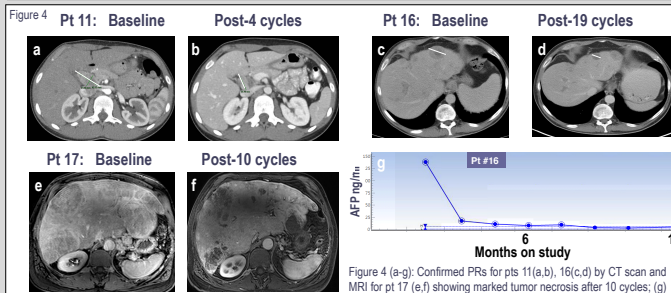 Figure 4
Pt 11: Baseline Post-4 cycles Pt 16: Baseline Post-19 cycles
a b c d
Pt 17: Baseline Post-10 cycles
e f g
Pt #16
AFP ng/m
6
Months on study
Figure 4 (a-g): Confirmed PRs for pts 11(a,b), 16(c,d) by CT scan and
MRI for pt 17 (e,f) showing marked tumor necrosis after 10 cycles; (g)